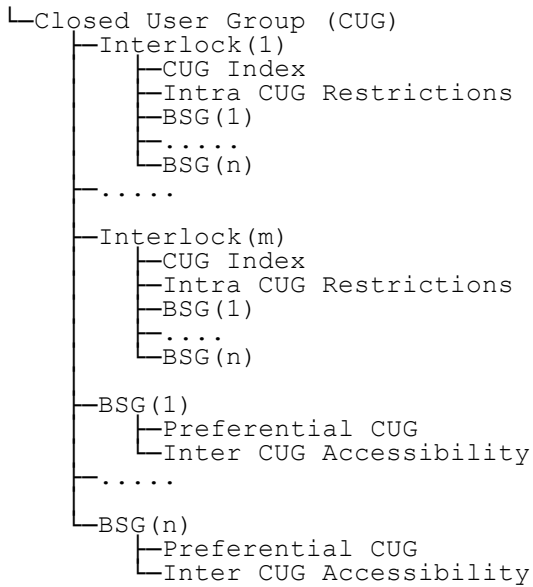 Closed User Group (CUG)
Interlock(1)
CUG Index
Intra CUG Restrictions
BSG(1)
.....
BSG(n)
.....
Interlock(m)
CUG Index
Intra CUG Restrictions
BSG(1)
....
BSG(n)
BSG(1)
Preferential CUG
Inter CUG Accessibility
.....
BSG(n)
Preferential CUG
Inter CUG Accessibility